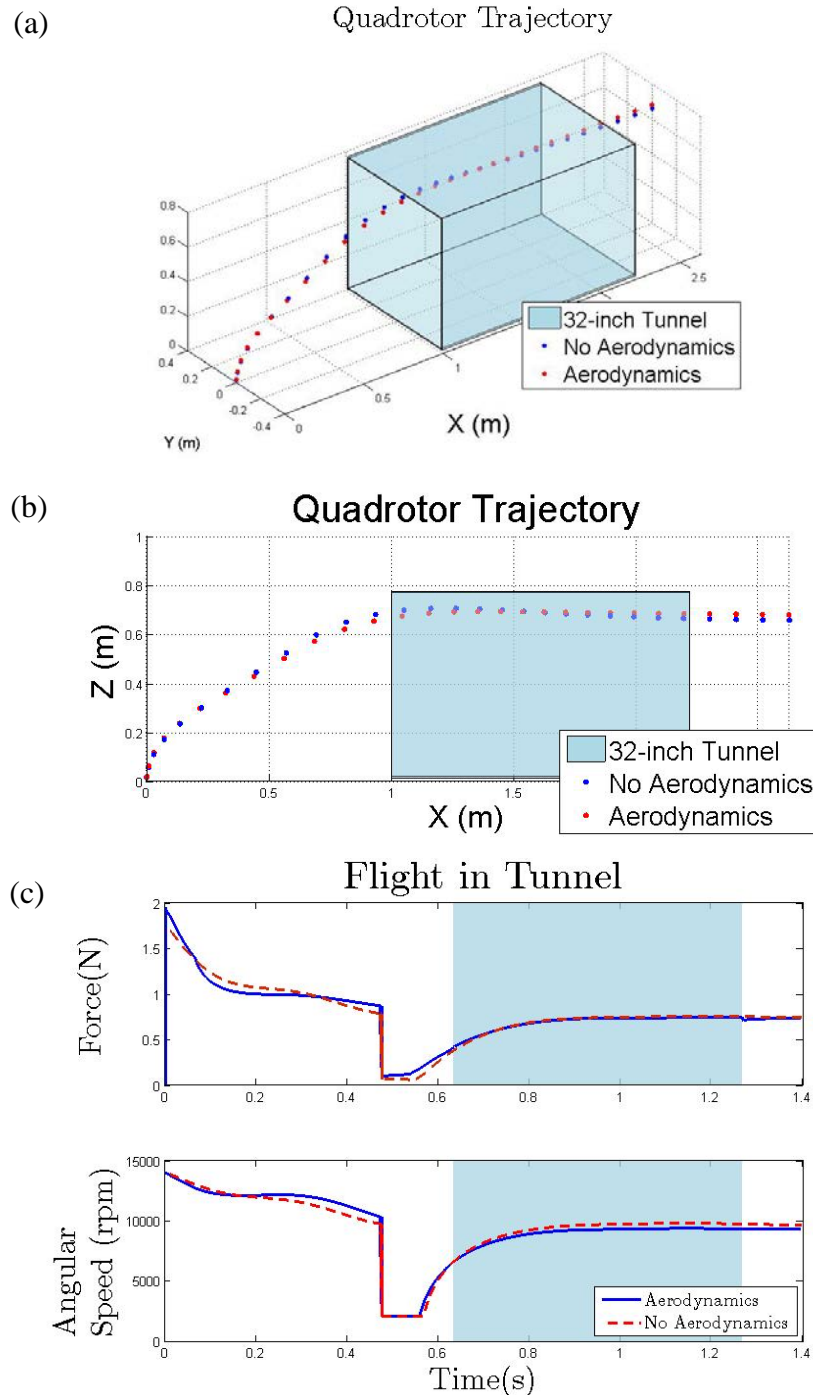 (a)
Quadrotor Trajectory
0.8
0.6
0.4
0.2
0
0.4
0.2
0
-0.2
-0.4
Y (m)
0
0.5
1
2.5
X (m)
32-inch Tunnel
No Aerodynamics
Aerodynamics
(b)
Quadrotor Trajectory
1
0.8
0.6
0.4
0.2
0
Z (m)
0
0.5
1
1.5
X (m)
32-inch Tunnel
No Aerodynamics
Aerodynamics
(c)
Flight in Tunnel
2
1.5
1
0.5
0
Force(N)
0 0.2 0.4 0.6 0.8 1 1.2 1.4
15000
10000
5000
0
Angular
Speed (rpm)
Aerodynamics
No Aerodynamics
0 0.2 0.4 0.6 0.8 1 1.2 1.4
Time(s)